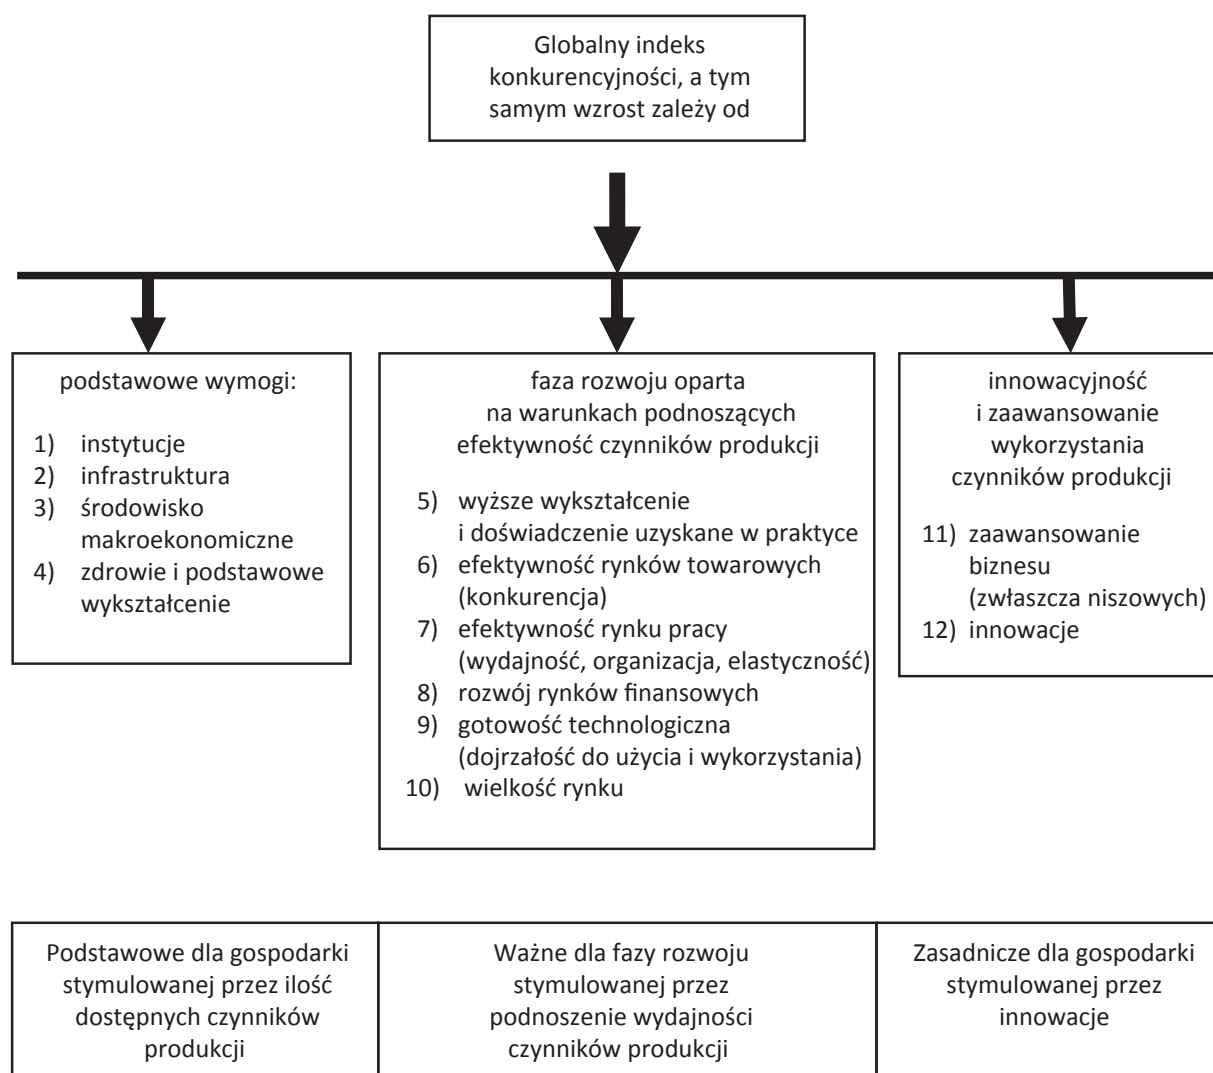 Globalny indeks
konkurencyjności, a tym
samym wzrost zależy od
podstawowe wymogi:
1) instytucje
2) infrastruktura
3) środowisko
makroekonomiczne
4) zdrowie i podstawowe
wykształcenie
faza rozwoju oparta
na warunkach podnoszących
efektywność czynników produkcji
5) wyższe wykształcenie
i doświadczenie uzyskane w praktyce
6) efektywność rynków towarowych
(konkurencja)
7) efektywność rynku pracy
(wydajność, organizacja, elastyczność)
8) rozwój rynków finansowych
9) gotowość technologiczna
(dojrzałość do użycia i wykorzystania)
10) wielkość rynku
innowacyjność
i zaawansowanie
wykorzystania
czynników produkcji
11) zaawansowanie
biznesu
(zwłaszcza niszowych)
12) innowacje
Podstawowe dla gospodarki
stymulowanej przez ilość
dostępnych czynników
produkcji
Ważne dla fazy rozwoju
stymulowanej przez
podnoszenie wydajności
czynników produkcji
Zasadnicze dla gospodarki
stymulowanej przez
innowacje